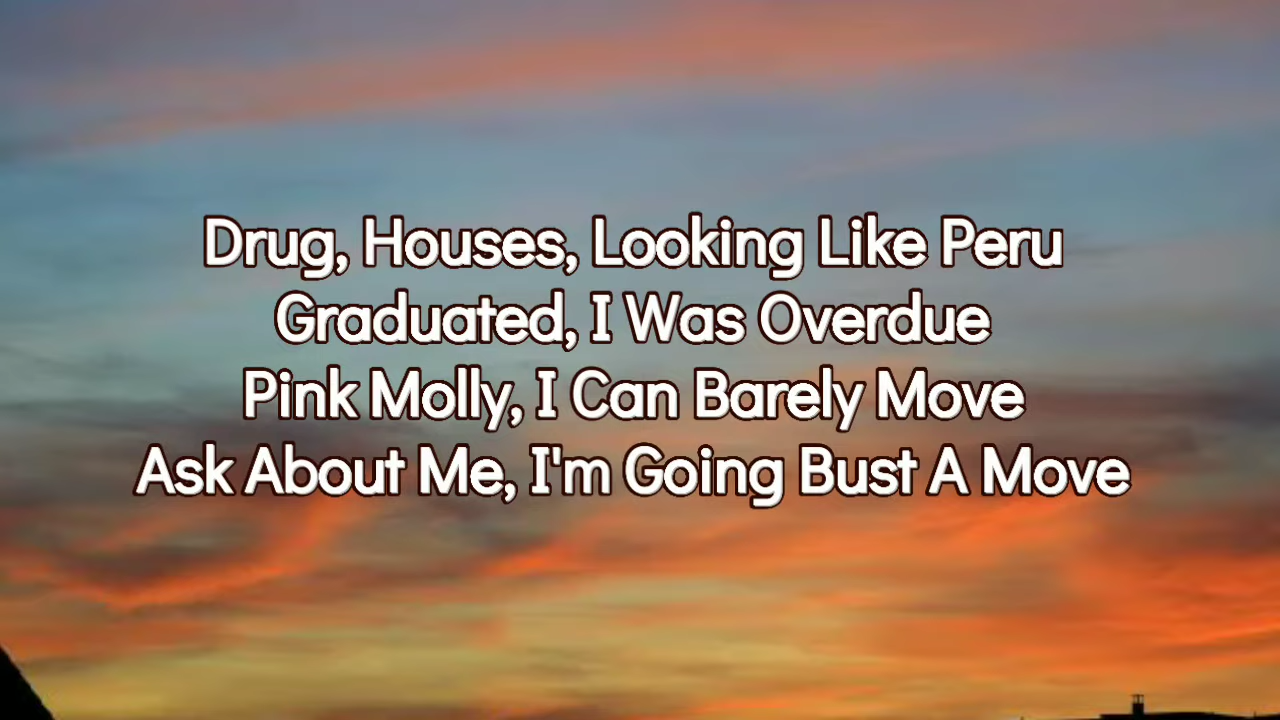 Drug, Houses, Looking Like Peru
Graduated, I Was Overdue
Pink Molly, I Can Barely Move
Ask About Me, I'm Going Bust A Move